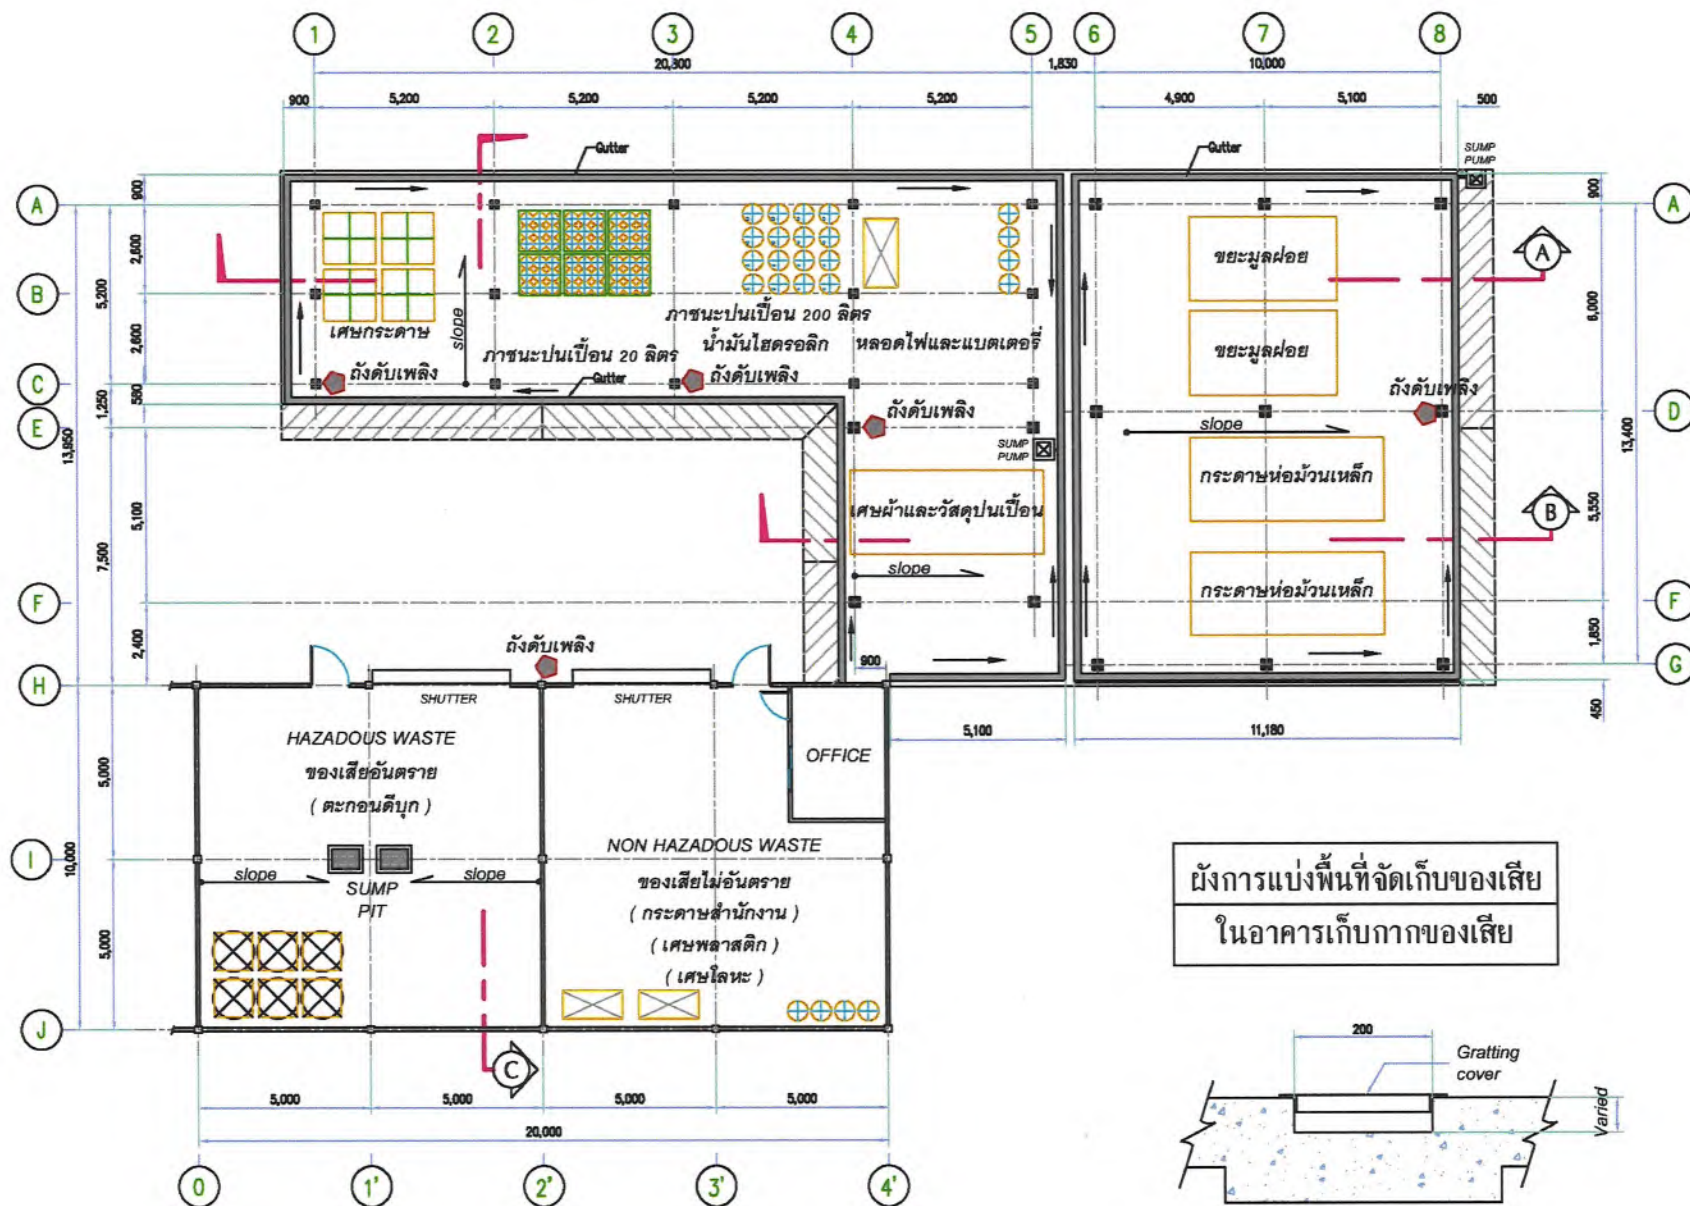 1 2 3 4 5 6 7 8
20,800 1,830 10,000
900 5,200 5,200 5,200 5,200 4,900 5,100 500
Gutter Gutter
SUMP
PUMP
A A
B
C
E
F
H
I
J
D
F
G
A
B
C
900
2,600
5,200
2,600
580
1,250
13,850
5,100
7,500
2,400
5,000
10,000
5,000
900
6,000
13,400
5,550
1,850
450
เศษกระดาษ
ถังดับเพลิง
slope
ภาชนะปนเปื้อน 20 ลิตร
Gutter
ภาชนะปนเปื้อน 200 ลิตร
น้ำมันไฮดรอลิก
ถังดับเพลิง
หลอดไฟและแบตเตอรี่
ถังดับเพลิง
SUMP
PUMP
เศษผ้าและวัสดุปนเปื้อน
slope
900
ขยะมูลฝอย
ขยะมูลฝอย
ถังดับเพลิง
slope
กระดาษห่อม้วนเหล็ก
กระดาษห่อม้วนเหล็ก
5,100 11,180
ถังดับเพลิง
SHUTTER SHUTTER
HAZADOUS WASTE
ของเสียอันตราย
( ตะกอนดีบุก )
slope slope
SUMP
PIT
OFFICE
NON HAZADOUS WASTE
ของเสียไม่อันตราย
( กระดาษสำนักงาน )
( เศษพลาสติก )
( เศษโลหะ )
5,000 5,000 5,000 5,000
20,000
0 1' 2' 3' 4'
ผังการแบ่งพื้นที่จัดเก็บของเสีย
ในอาคารเก็บกากของเสีย
200
Gratting
cover
Varied